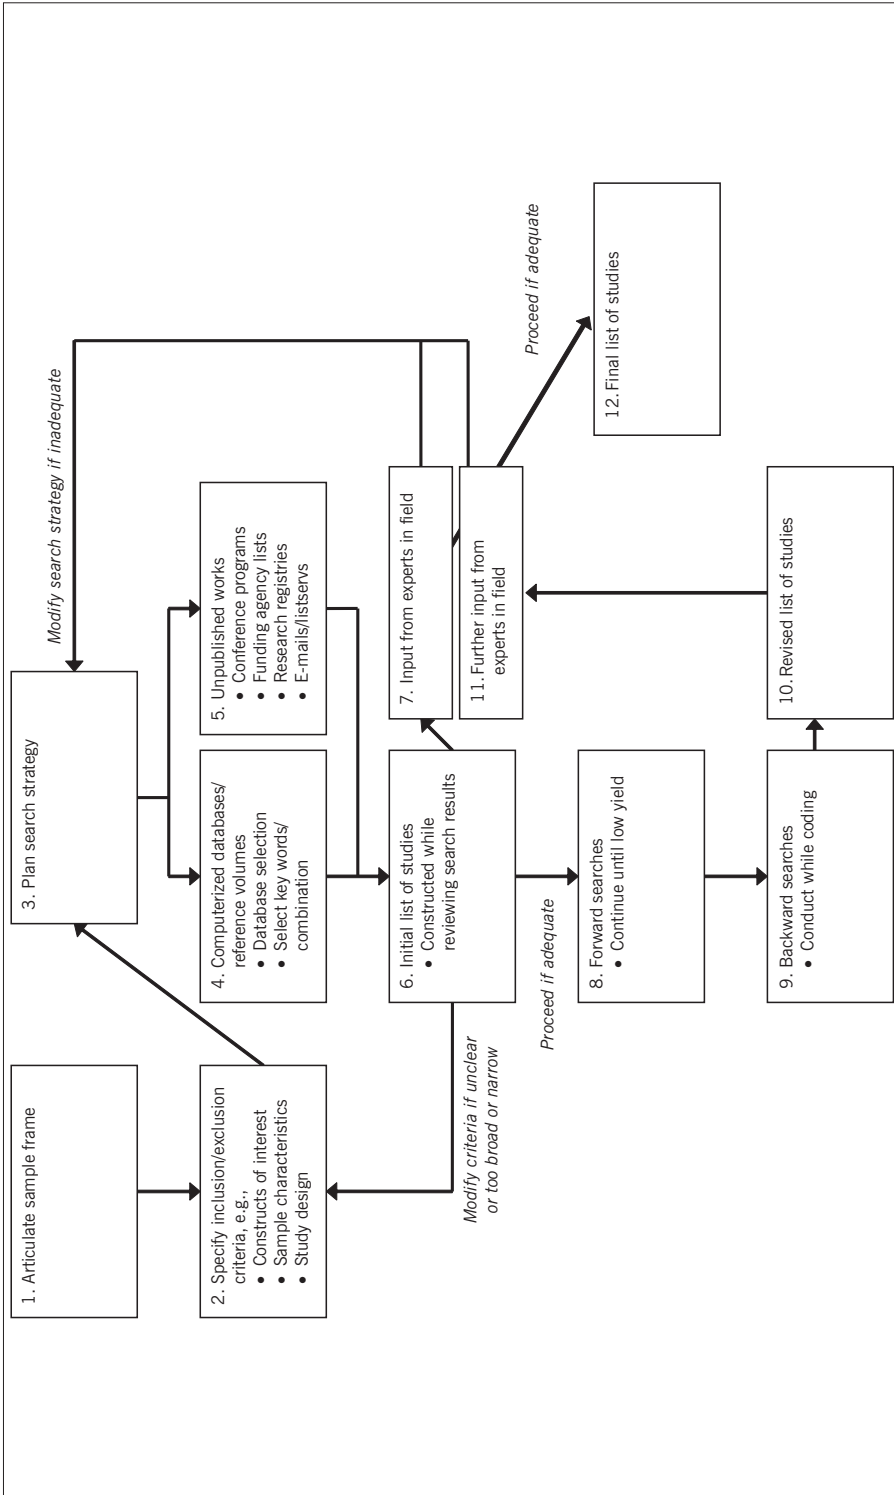 1. Articulate sample frame
2. Specify inclusion/exclusion
criteria, e.g.,
• Constructs of interest
• Sample characteristics
• Study design
3. Plan search strategy
Modify search strategy if inadequate
4. Computerized databases/
reference volumes
• Database selection
• Select key words/
combination
5. Unpublished works
• Conference programs
• Funding agency lists
• Research registries
• E-mails/listservs
6. Initial list of studies
• Constructed while
reviewing search results
Modify criteria if unclear
or too broad or narrow
7. Input from experts in field
Proceed if adequate
8. Forward searches
• Continue until low yield
9. Backward searches
• Conduct while coding
10. Revised list of studies
11. Further input from
experts in field
Proceed if adequate
12. Final list of studies